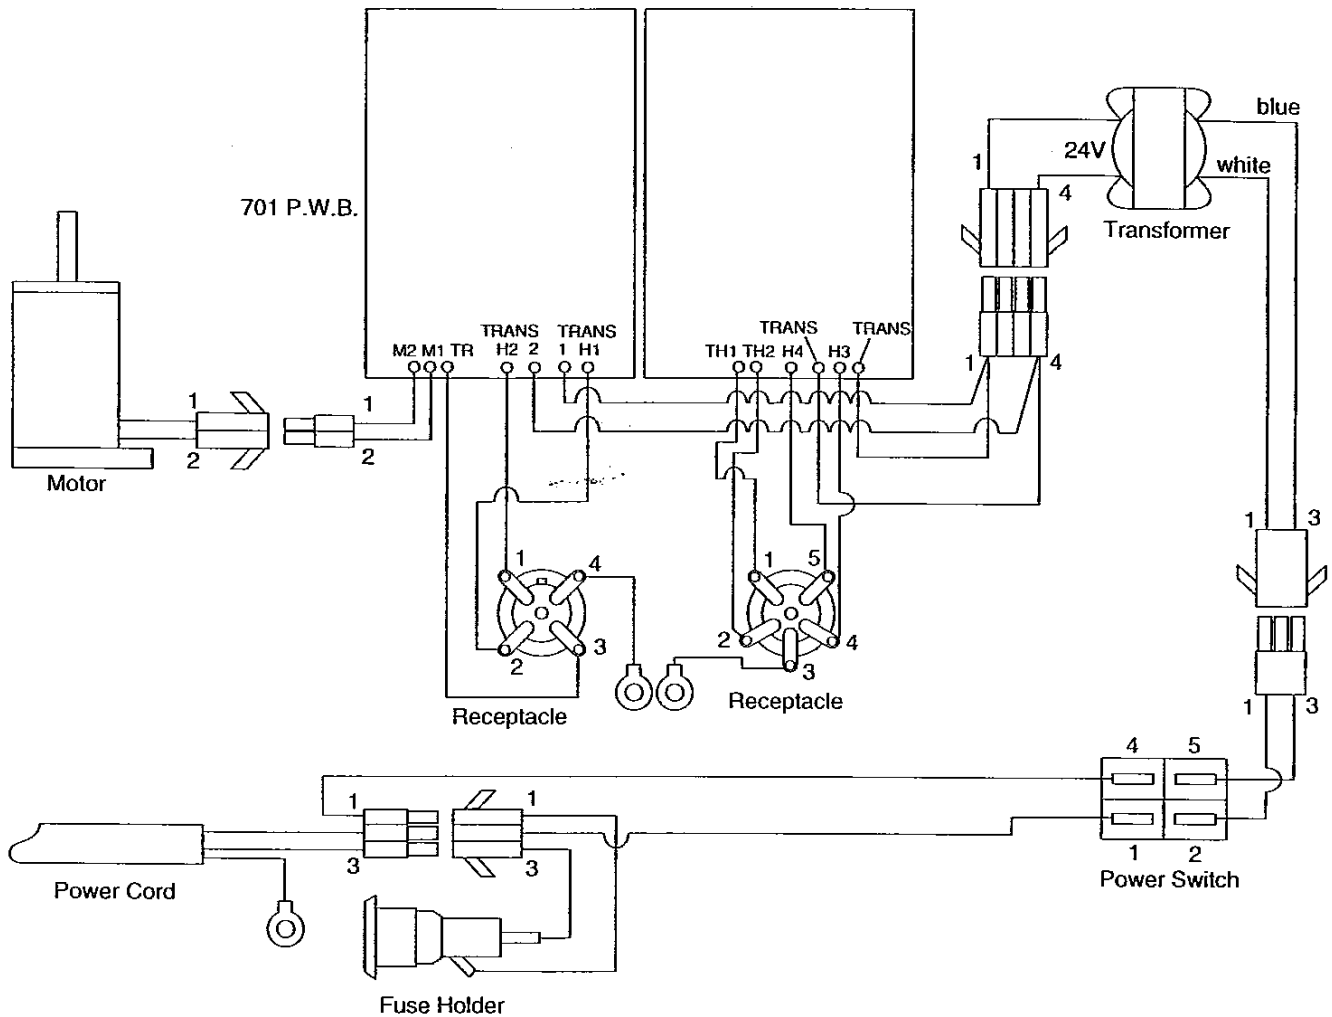 blue
24V
white
1
4
Transformer
701 P.W.B.
TRANS
TRANS
TRANS
TRANS
M2 M1 TR
H2 2
1 H1
TH1 TH2 H4
H3
1
4
1
2
1
2
Motor
1
3
1
4
2
3
Receptacle
1
5
2
4
3
Receptacle
1
3
4
5
1
2
Power Switch
1
3
1
3
Power Cord
Fuse Holder